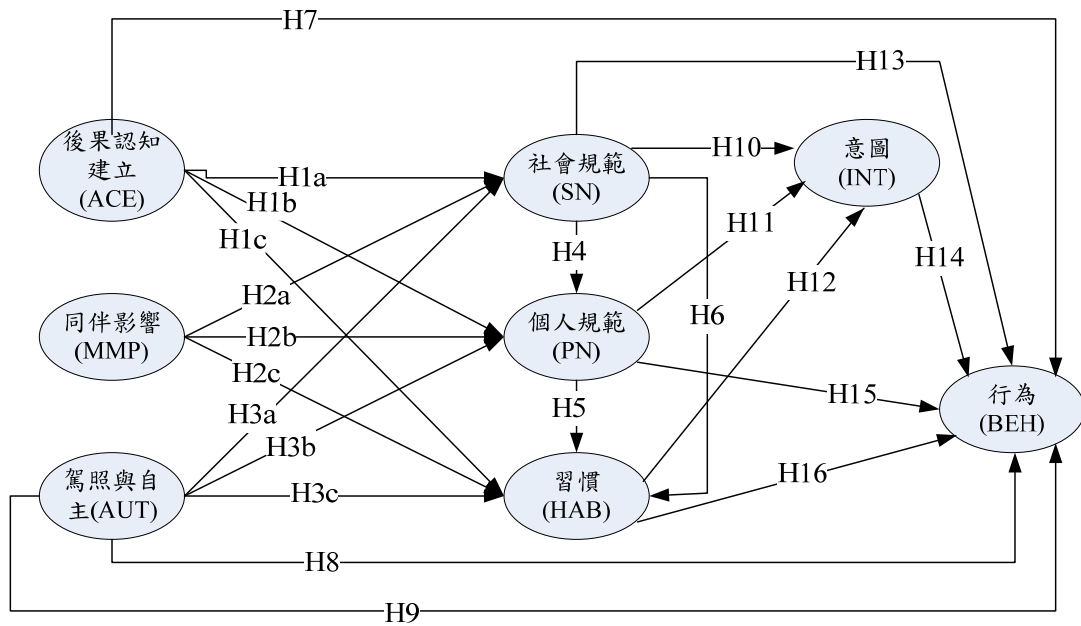 H7
H13
後果認知
建立
(ACE)
社會規範
(SN)
H10
意圖
(INT)
H1a
H1b
H1c
H4
H11
H14
H12
H2a
同伴影響
(MMP)
H2b
H2c
個人規範
(PN)
H6
H15
行為
(BEH)
H5
H3a
H3b
駕照與自
主(AUT)
H3c
習慣
(HAB)
H16
H8
H9